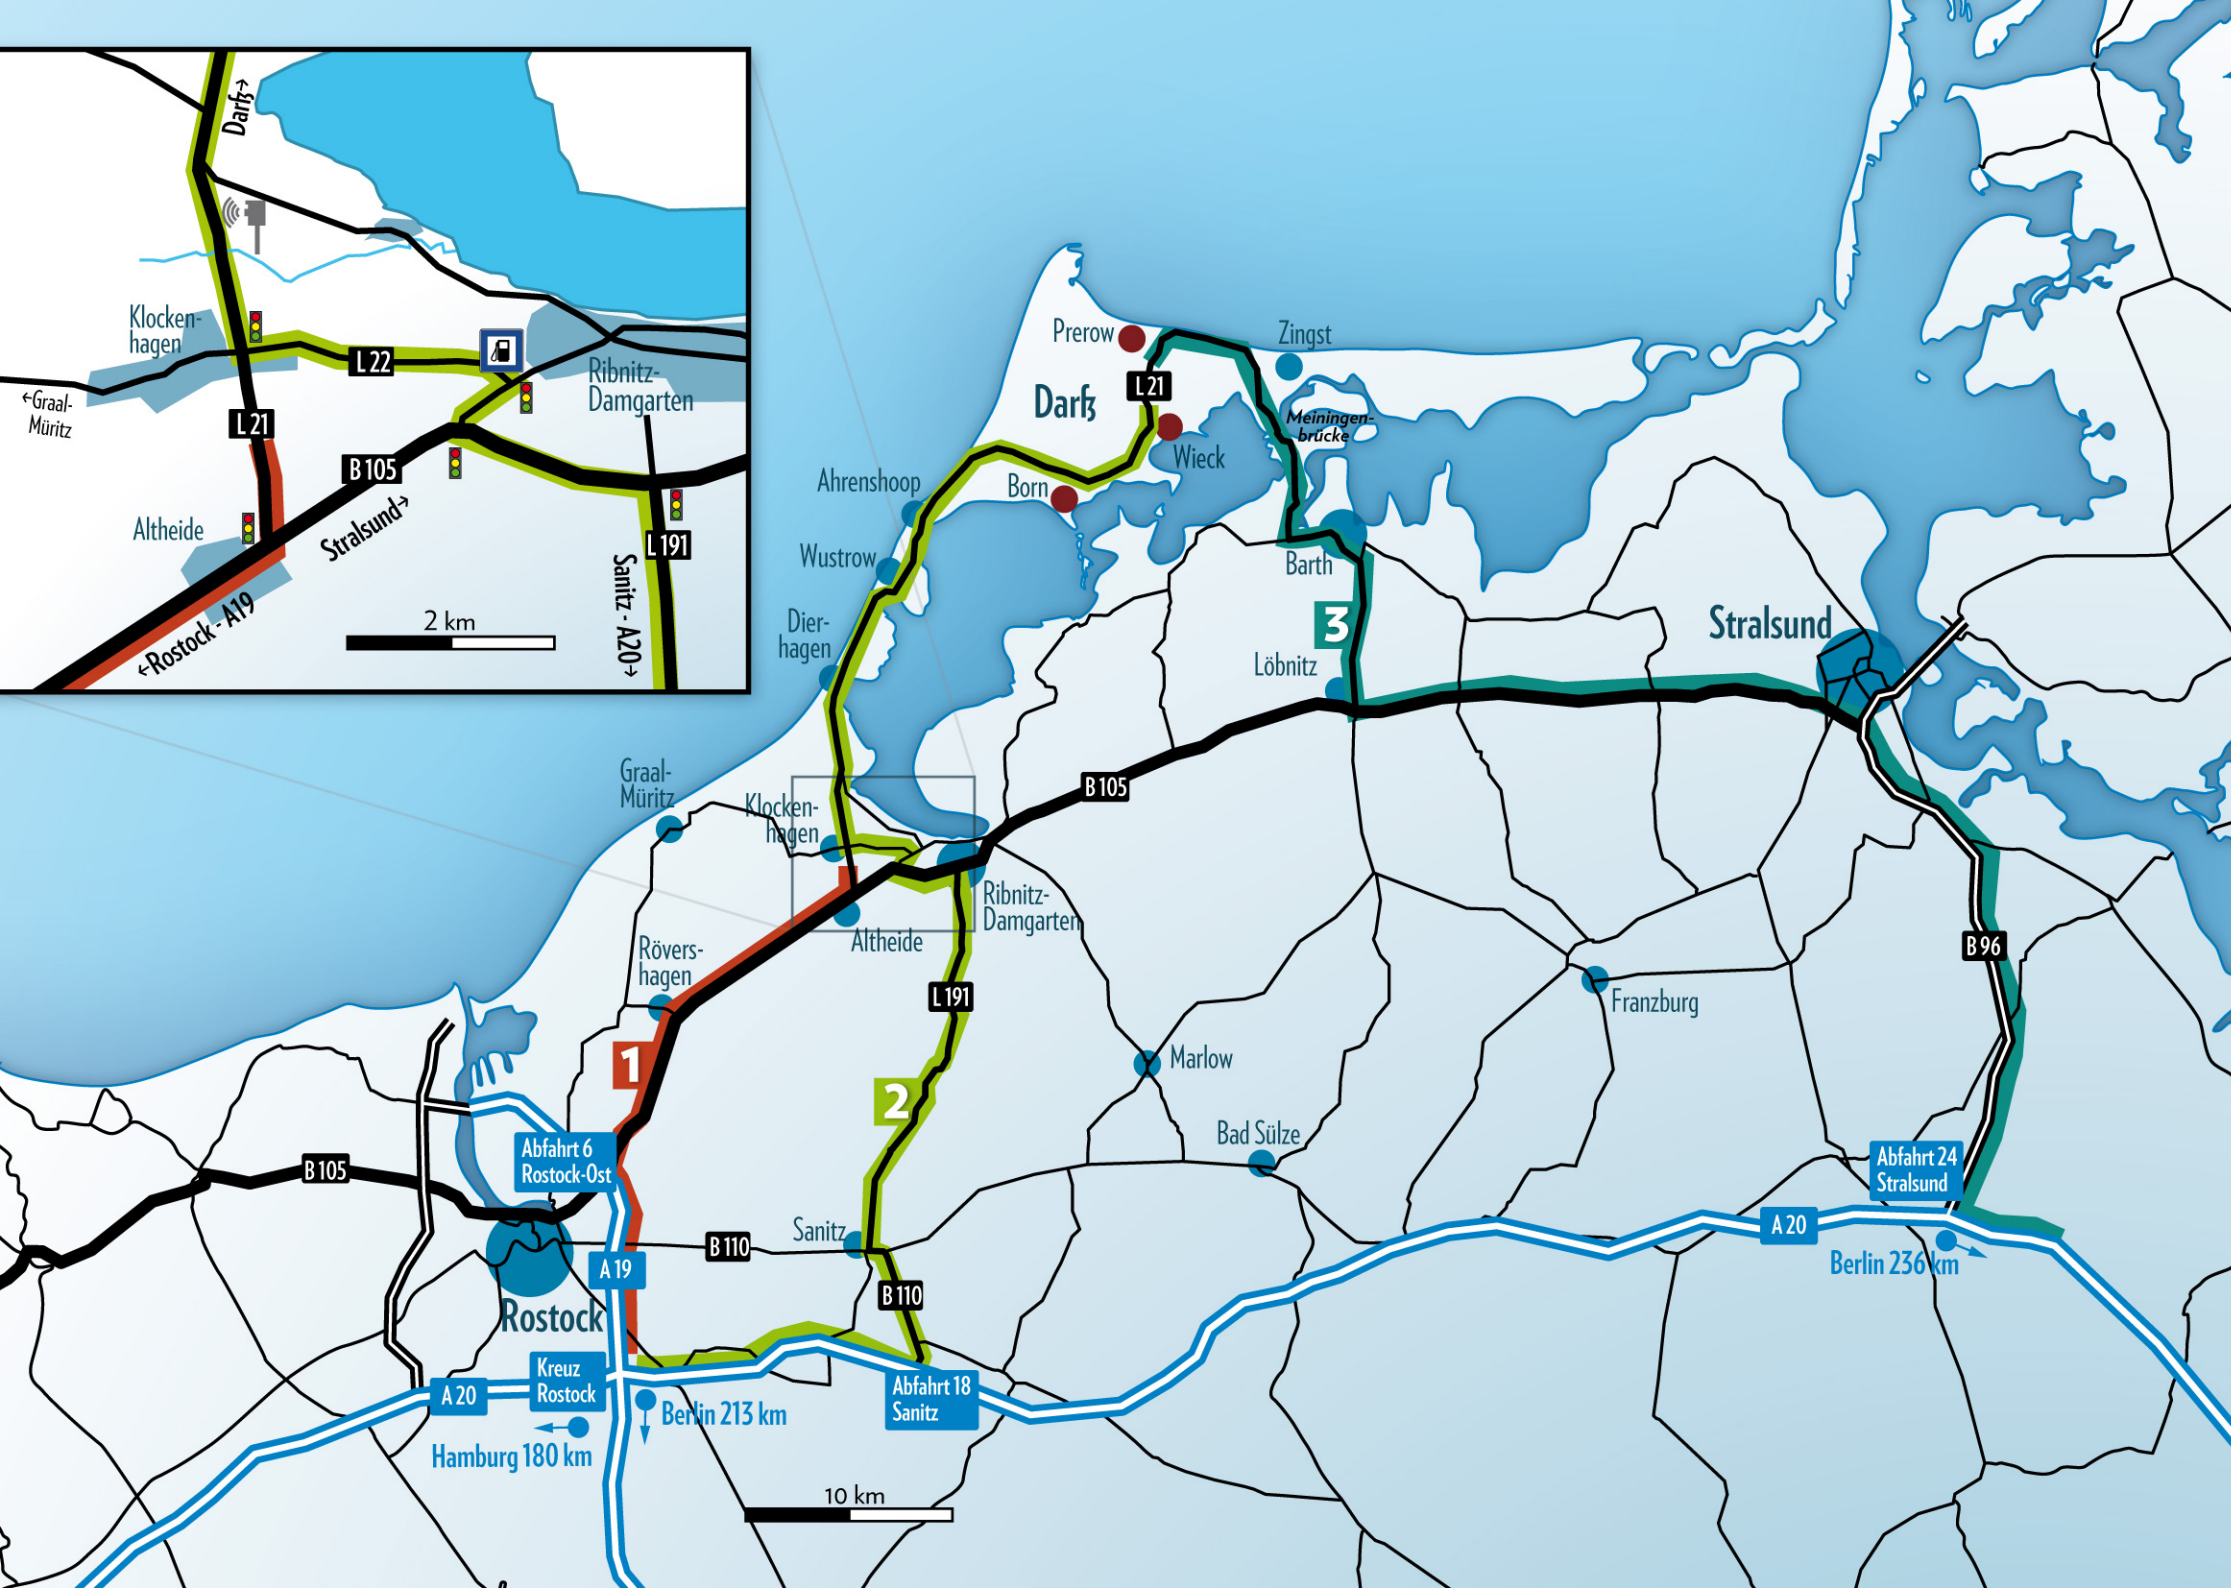 Darß→
Klocken-
hagen
L 22
Ribnitz-
Damgarten
←Graal-
Müritz
L 21
B 105
Stralsund→
Altheide
L 191
←Rostock - A19
Sanitz - A20→
2 km
Prerow
Zingst
L 21
Darß
Meiningen-
brücke
Wieck
Ahrenshoop
Born
Wustrow
Barth
Dier-
hagen
3
Stralsund
Löbnitz
Graal-
Müritz
B 105
Klocken-
hagen
Ribnitz-
Damgarten
Altheide
Rövers-
hagen
B 96
L 191
Franzburg
1
Marlow
2
Abfahrt 6
Rostock-Ost
Bad Sülze
B 105
Abfahrt 24
Stralsund
Sanitz
B 110
A 20
A 19
Berlin 236 km
B 110
Rostock
Kreuz
Rostock
A 20
Abfahrt 18
Sanitz
Berlin 213 km
Hamburg 180 km
10 km